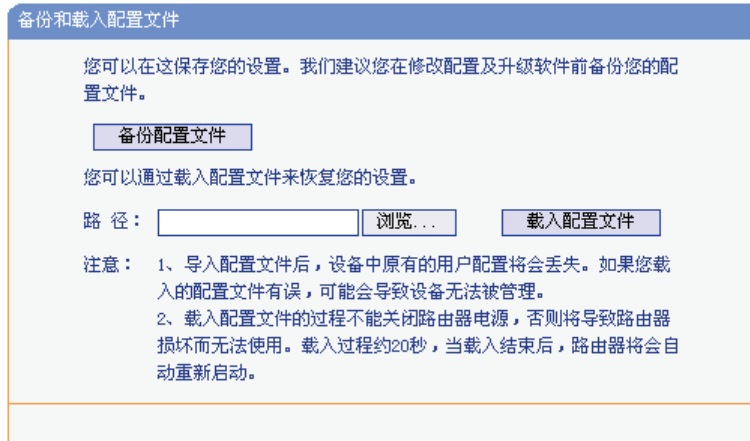 备份和载入配置文件
您可以在这保存您的设置。我们建议您在修改配置及升级软件前备份您的配
置文件。
备份配置文件
您可以通过载入配置文件来恢复您的设置。
路 径： 浏览... 载入配置文件
注意： 1、导入配置文件后，设备中原有的用户配置将会丢失。如果您载
入的配置文件有误，可能会导致设备无法被管理。
2、载入配置文件的过程不能关闭路由器电源，否则将导致路由器
损坏而无法使用。载入过程约20秒，当载入结束后，路由器将会自
动重新启动。